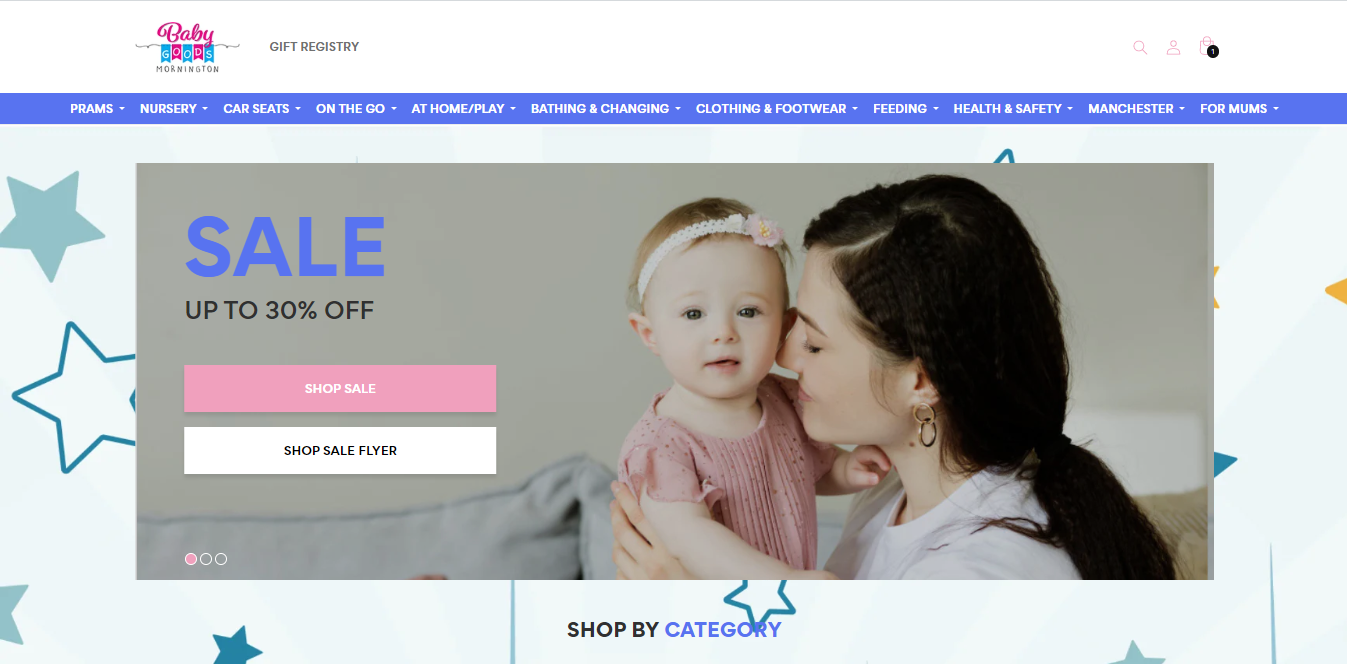 Baby
GOODS
MORNINGTON
GIFT REGISTRY
1
PRAMS NURSERY CAR SEATS ON THE GO AT HOME/PLAY BATHING & CHANGING CLOTHING & FOOTWEAR FEEDING HEALTH & SAFETY MANCHESTER FOR MUMS
SALE
UP TO 30% OFF
SHOP SALE
SHOP SALE FLYER
SHOP BY CATEGORY